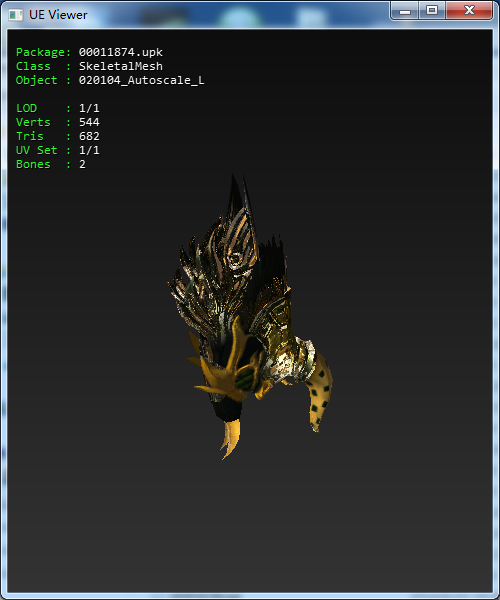 UE Viewer
Package: 00011874.upk
Class : SkeletalMesh
Object : 020104_Autoscale_L
LOD : 1/1
Verts : 544
Tris : 682
UV Set : 1/1
Bones : 2